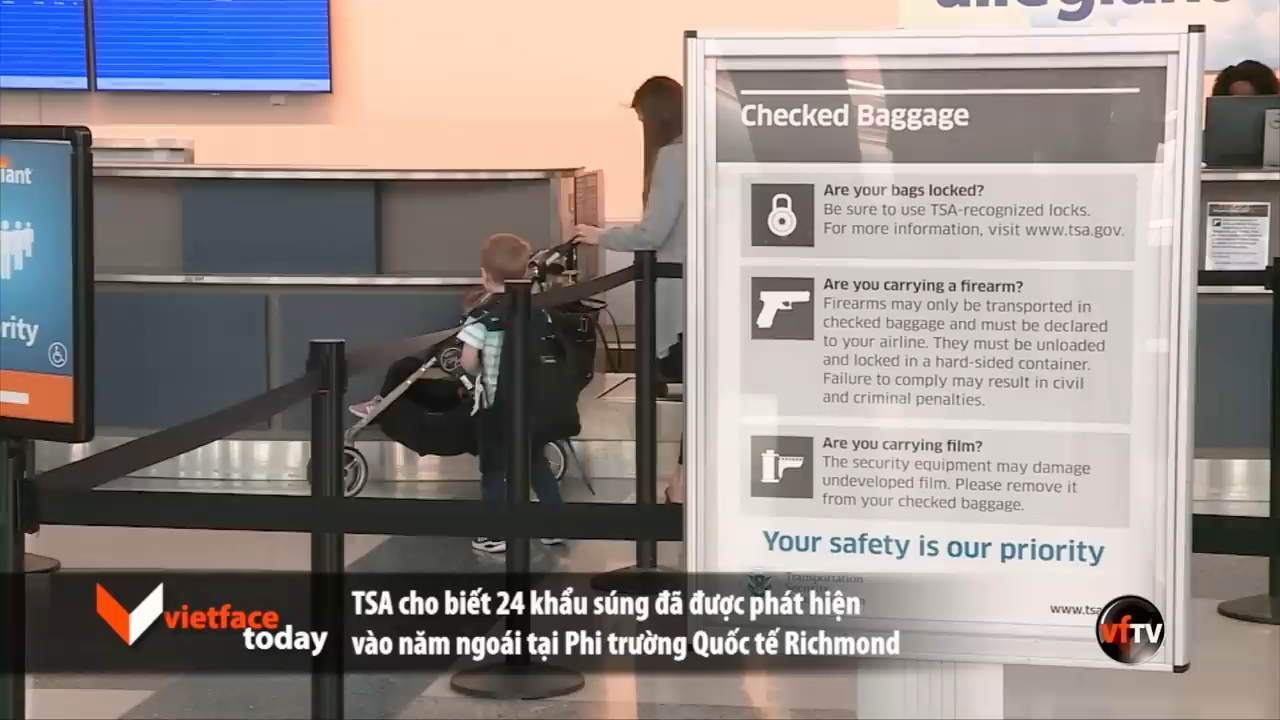 allegiant
Checked Baggage
Are your bags locked?
Be sure to use TSA-recognized locks.
For more information, visit www.tsa.gov.
Are you carrying a firearm?
Firearms may only be transported in
checked baggage and must be declared
to your airline. They must be unloaded
and locked in a hard-sided container.
Failure to comply may result in civil
and criminal penalties.
Are you carrying film?
The security equipment may damage
undeveloped film. Please remove it
from your checked baggage.
Your safety is our priority
Transportation
Security
www.tsa
iant
rity
vietface
today
TSA cho biết 24 khẩu súng đã được phát hiện
vào năm ngoái tại Phi trường Quốc tế Richmond
vfTV